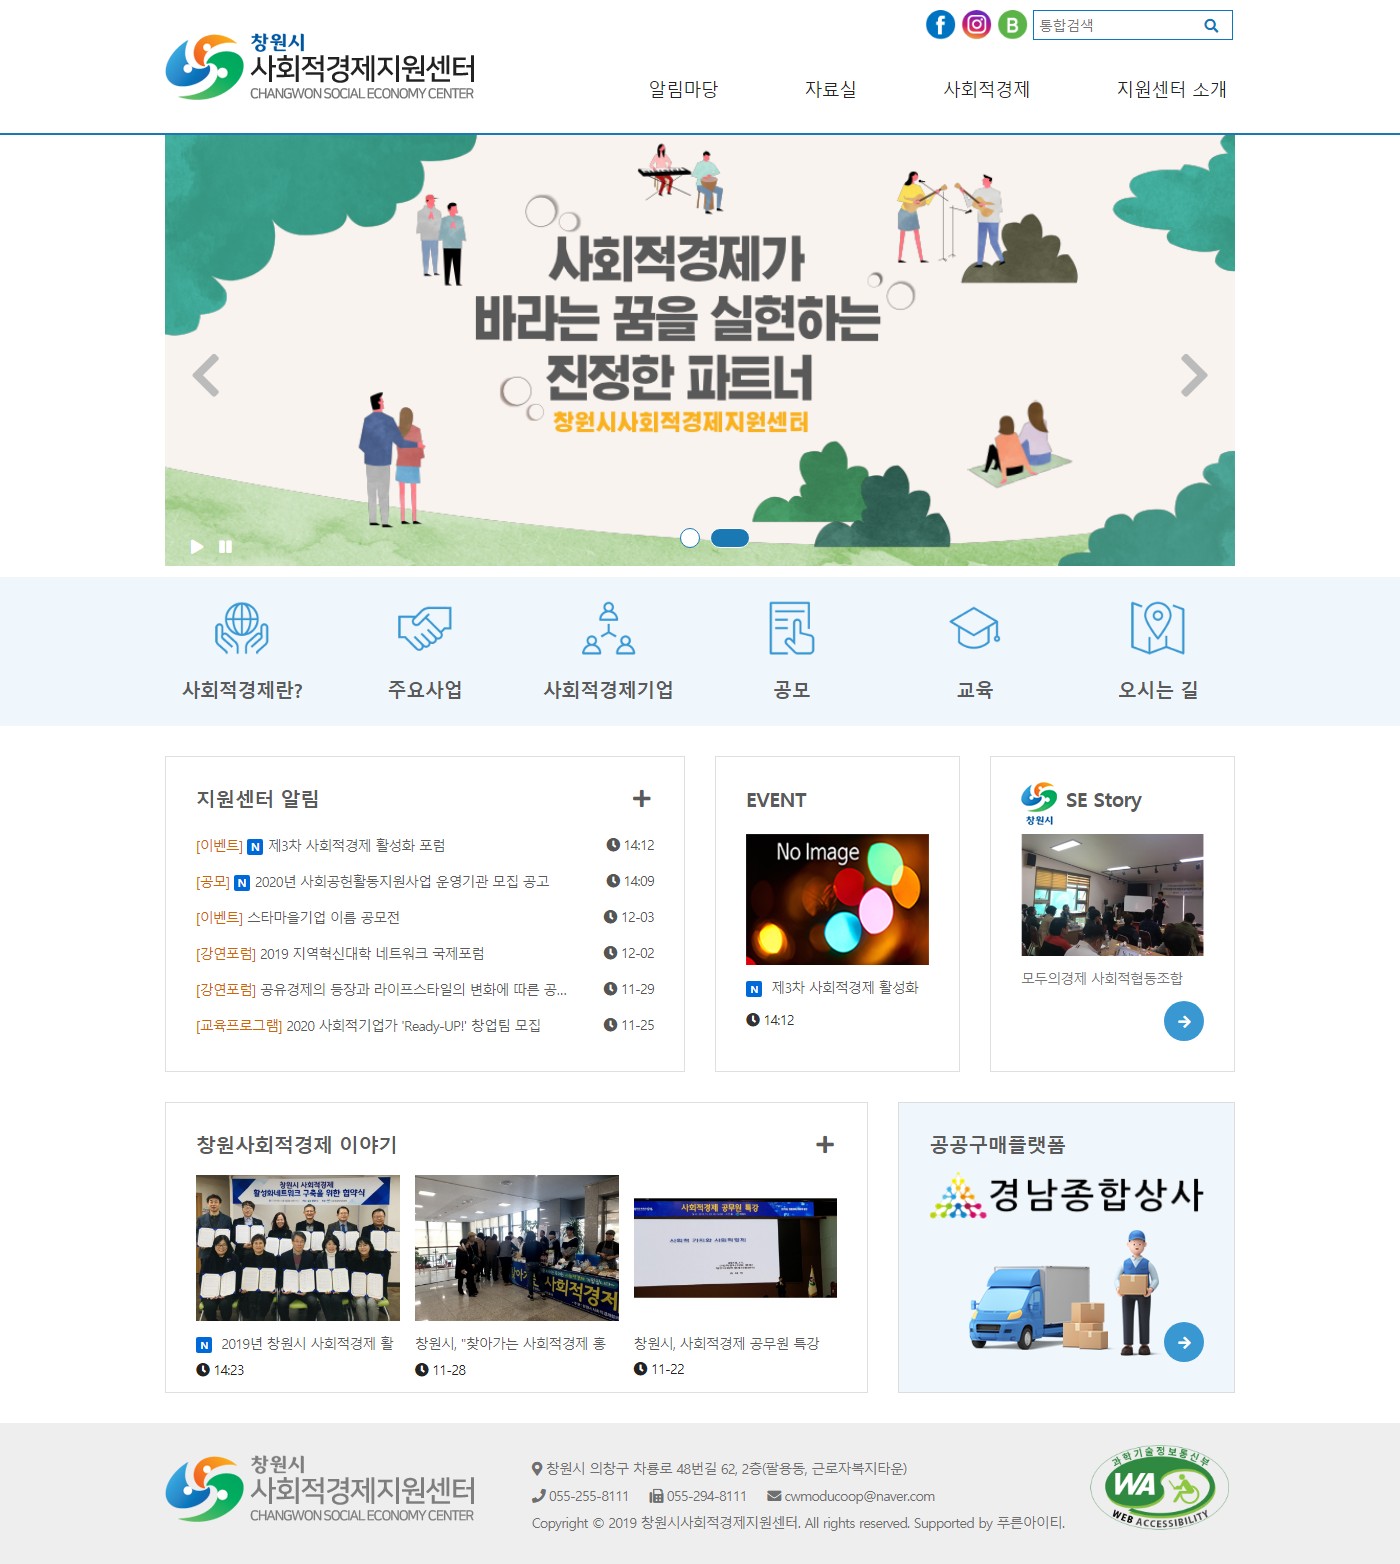 창원시
사회적경제지원센터
CHANGWON SOCIAL ECONOMY CENTER
통합검색
알림마당
자료실
사회적경제
지원센터 소개
사회적경제가
바라는 꿈을 실현하는
진정한 파트너
창원시사회적경제지원센터
사회적경제란?
주요사업
사회적경제기업
공모
교육
오시는 길
지원센터 알림
[이벤트] N 제3차 사회적경제 활성화 포럼 14:12
[공모] N 2020년 사회공헌활동지원사업 운영기관 모집 공고 14:09
[이벤트] 스타마을기업 이름 공모전 12-03
[강연포럼] 2019 지역혁신대학 네트워크 국제포럼 12-02
[강연포럼] 공유경제의 등장과 라이프스타일의 변화에 따른 공... 11-29
[교육프로그램] 2020 사회적기업가 'Ready-UP!' 창업팀 모집 11-25
EVENT
No Image
N 제3차 사회적경제 활성화
14:12
창원시
SE Story
모두의경제 사회적협동조합
창원사회적경제 이야기
창원시 사회적경제
활성화네트워크 구축을 위한 협약식
N 2019년 창원시 사회적경제 활
14:23
사회적경제
창원시, "찾아가는 사회적경제 홍
11-28
사회적경제 공무원 특강
창원시, 사회적경제 공무원 특강
11-22
공공구매플랫폼
경남종합상사
창원시
사회적경제지원센터
CHANGWON SOCIAL ECONOMY CENTER
창원시 의창구 차룡로 48번길 62, 2층(팔용동, 근로자복지타운)
055-255-8111 055-294-8111 cwmoducoop@naver.com
Copyright © 2019 창원시사회적경제지원센터. All rights reserved. Supported by 푸른아이티.
과학기술정보통신부
WA
WEB ACCESSIBILITY